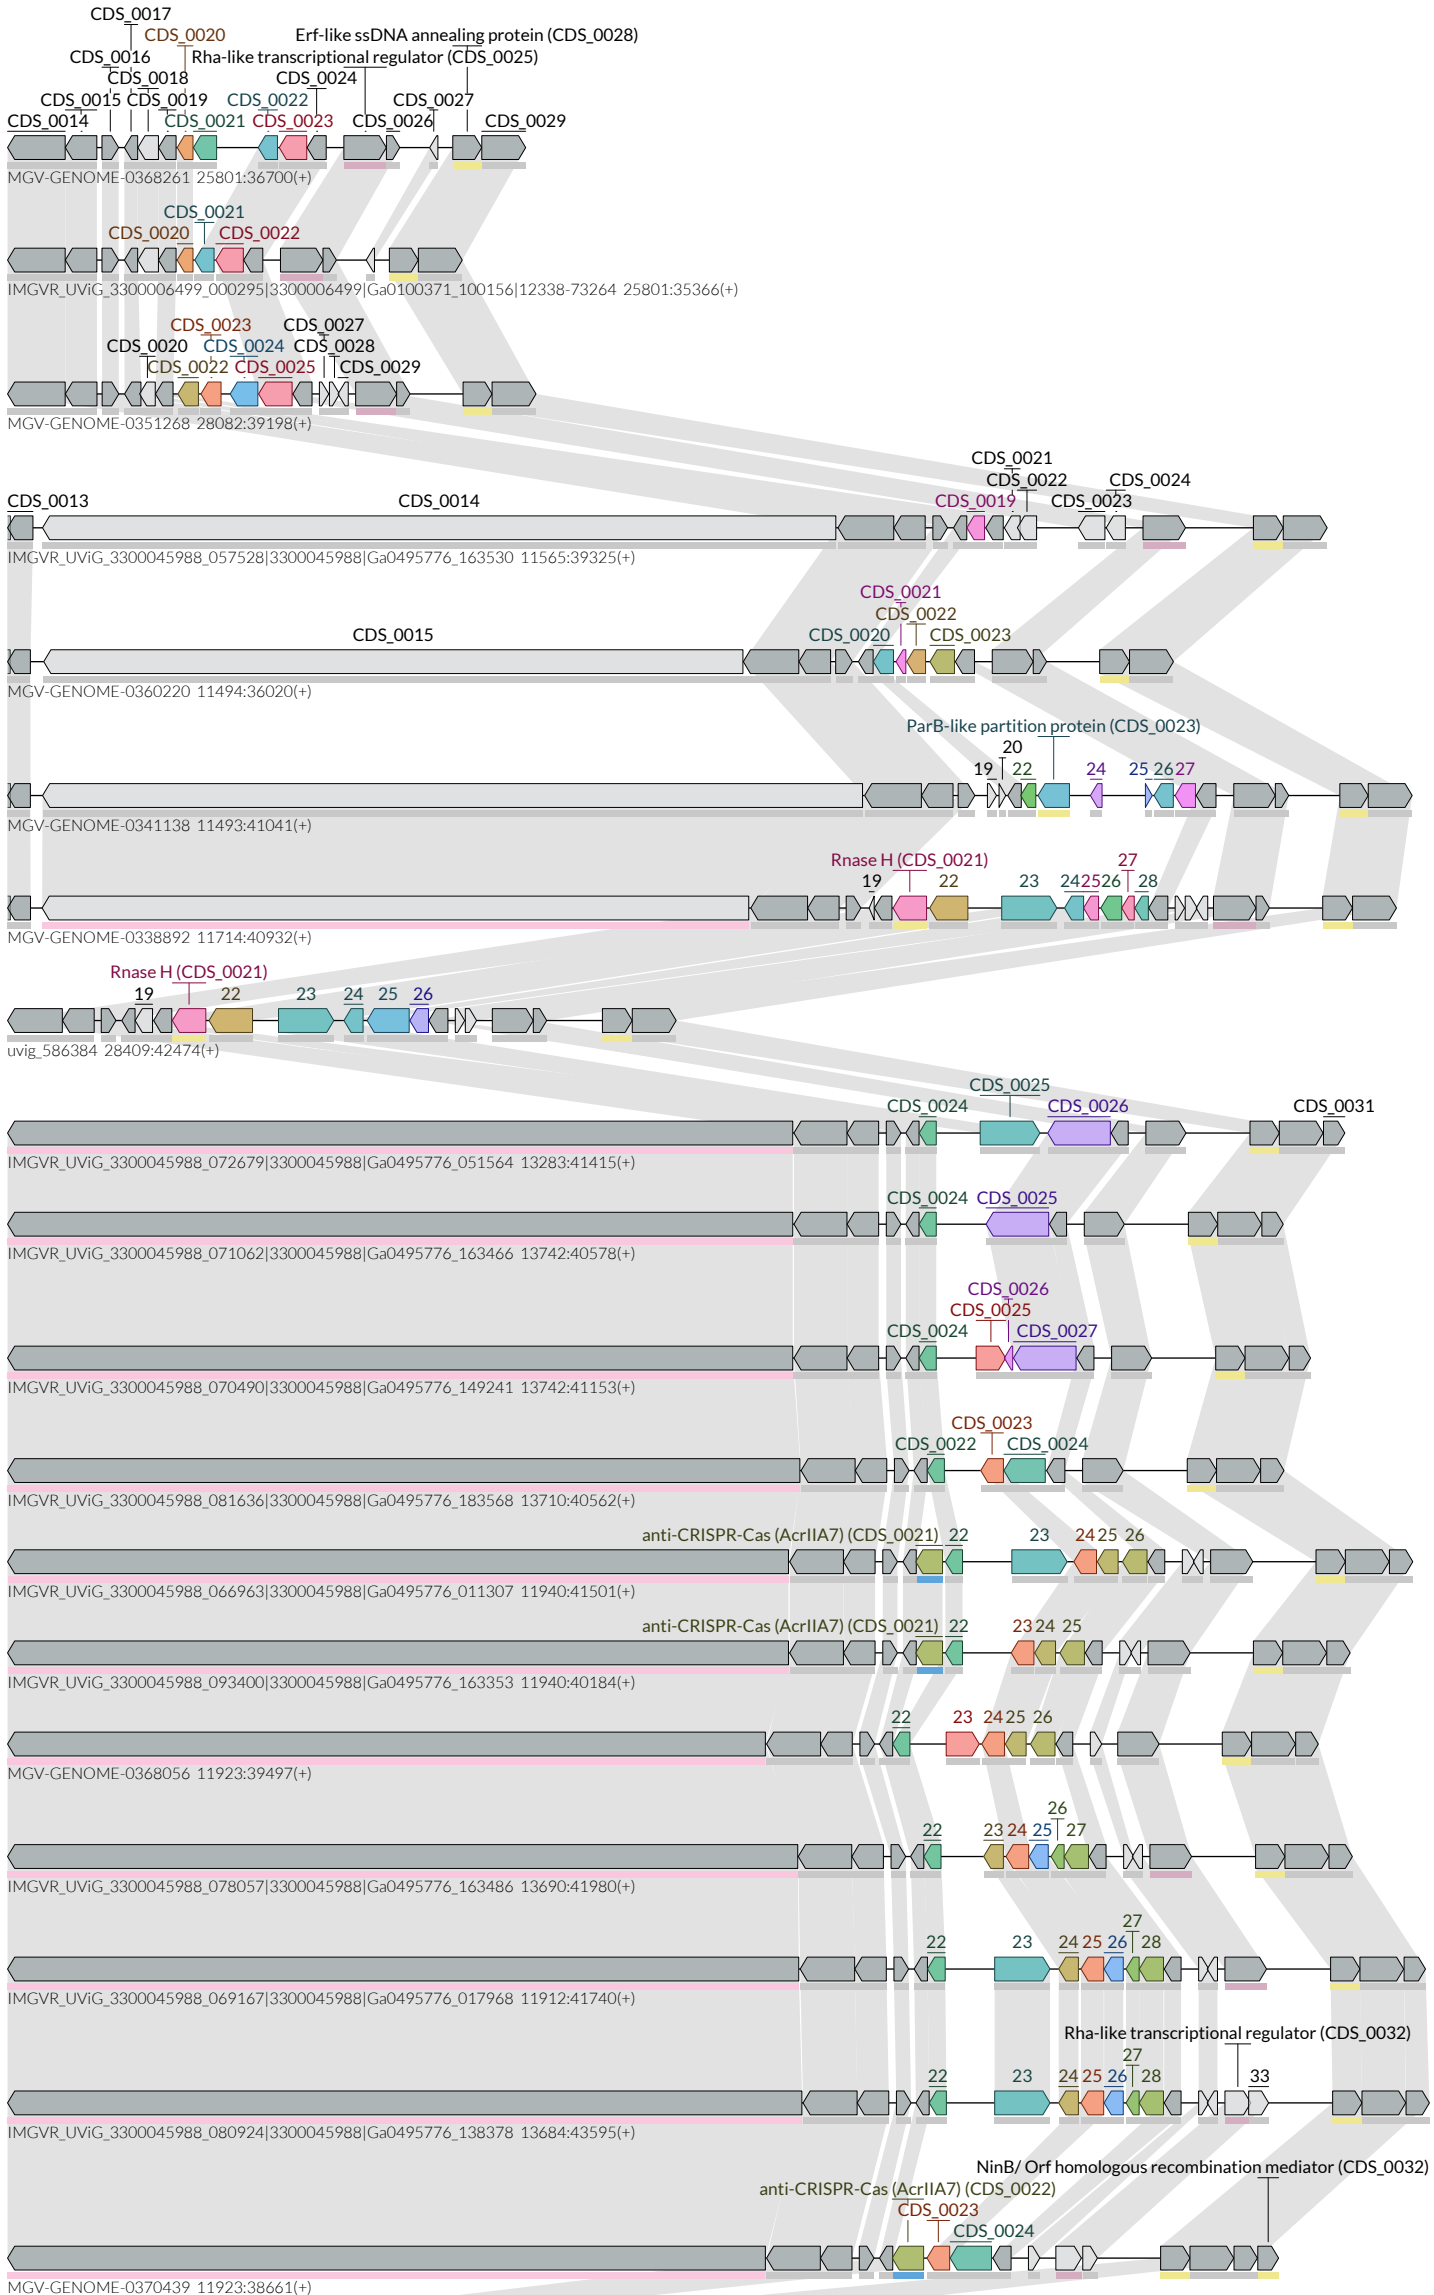 CDS_0017
CDS_0020 Erf-like ssDNA annealing protein (CDS_0028)
CDS_0016 Rha-like transcriptional regulator (CDS_0025)
CDS_0018 CDS_0024
CDS_0015 CDS_0019 CDS_0022 CDS_0027
CDS_0014 CDS_0021 CDS_0023 CDS_0026 CDS_0029
MGV-GENOME-0368261 25801:36700(+)
CDS_0021
CDS_0020 CDS_0022
IMGVR_UViG_3300006499_000295|3300006499|Ga0100371_100156|12338-73264 25801:35366(+)
CDS_0023 CDS_0027
CDS_0020 CDS_0024 CDS_0028
CDS_0022 CDS_0025 CDS_0029
MGV-GENOME-0351268 28082:39198(+)
CDS_0021
CDS_0022 CDS_0024
CDS_0013 CDS_0014 CDS_0019 CDS_0023
IMGVR_UViG_3300045988_057528|3300045988|Ga0495776_163530 11565:39325(+)
CDS_0021
CDS_0022
CDS_0015 CDS_0020 CDS_0023
MGV-GENOME-0360220 11494:36020(+)
ParB-like partition protein (CDS_0023)
20
19 22 24 25 26 27
MGV-GENOME-0341138 11493:41041(+)
Rnase H (CDS_0021) 27
19 22 23 24 25 26 28
MGV-GENOME-0338892 11714:40932(+)
Rnase H (CDS_0021)
19 22 23 24 25 26
uvig_586384 28409:42474(+)
CDS_0025
CDS_0024 CDS_0026 CDS_0031
IMGVR_UViG_3300045988_072679|3300045988|Ga0495776_051564 13283:41415(+)
CDS_0024 CDS_0025
IMGVR_UViG_3300045988_071062|3300045988|Ga0495776_163466 13742:40578(+)
CDS_0026
CDS_0025
CDS_0024 CDS_0027
IMGVR_UViG_3300045988_070490|3300045988|Ga0495776_149241 13742:41153(+)
CDS_0023
CDS_0022 CDS_0024
IMGVR_UViG_3300045988_081636|3300045988|Ga0495776_183568 13710:40562(+)
anti-CRISPR-Cas (AcrIIA7) (CDS_0021) 22 23 24 25 26
IMGVR_UViG_3300045988_066963|3300045988|Ga0495776_011307 11940:41501(+)
anti-CRISPR-Cas (AcrIIA7) (CDS_0021) 22 23 24 25
IMGVR_UViG_3300045988_093400|3300045988|Ga0495776_163353 11940:40184(+)
22 23 24 25 26
MGV-GENOME-0368056 11923:39497(+)
26
22 23 24 25 27
IMGVR_UViG_3300045988_078057|3300045988|Ga0495776_163486 13690:41980(+)
27
22 23 24 25 26 28
IMGVR_UViG_3300045988_069167|3300045988|Ga0495776_017968 11912:41740(+)
Rha-like transcriptional regulator (CDS_0032)
27
22 23 24 25 26 28 33
IMGVR_UViG_3300045988_080924|3300045988|Ga0495776_138378 13684:43595(+)
NinB/ Orf homologous recombination mediator (CDS_0032)
anti-CRISPR-Cas (AcrIIA7) (CDS_0022)
CDS_0023
CDS_0024
MGV-GENOME-0370439 11923:38661(+)